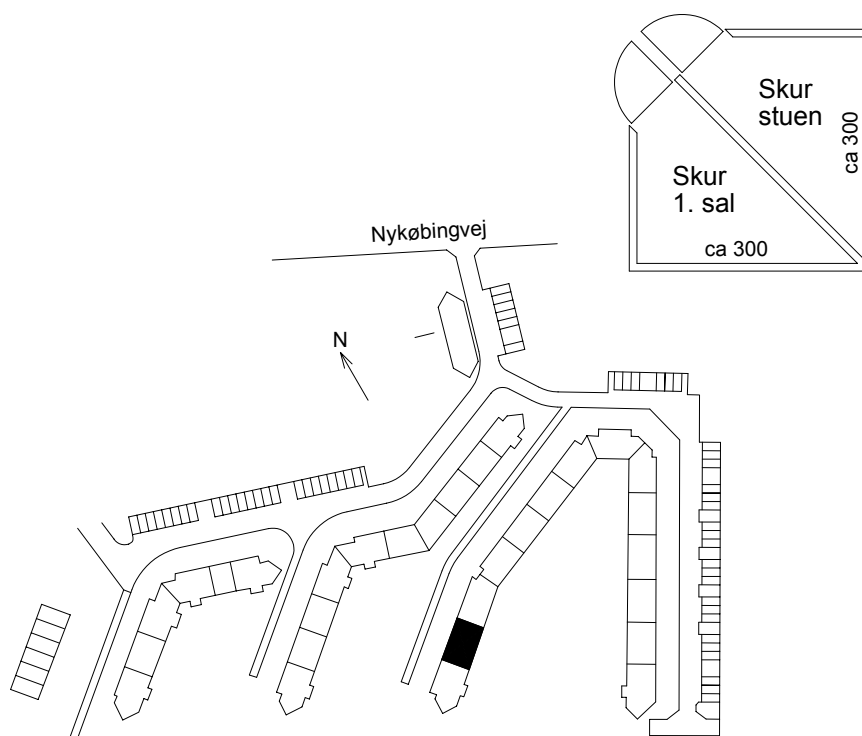 Skur
stuen
ca 300
Skur
1. sal
ca 300
Nykøbingvej
N